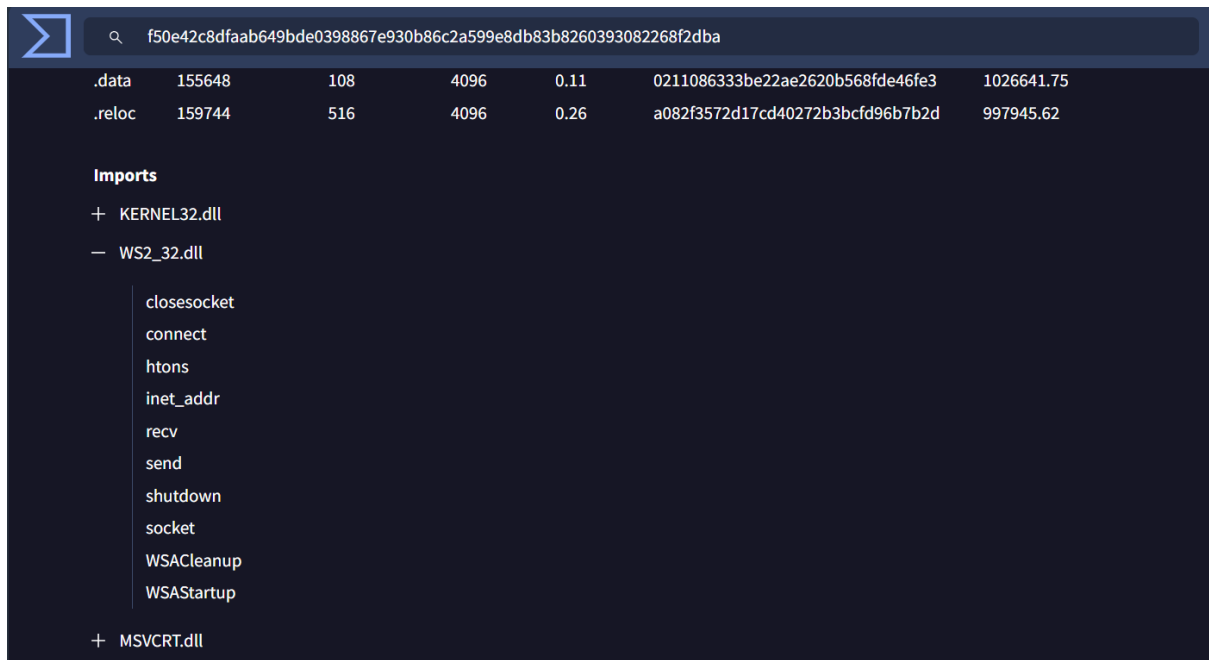 f50e42c8dfaab649bde0398867e930b86c2a599e8db83b8260393082268f2dba
.data 155648 108 4096 0.11 0211086333be22ae2620b568fde46fe3 1026641.75
.reloc 159744 516 4096 0.26 a082f3572d17cd40272b3bcfd96b7b2d 997945.62
Imports
+ KERNEL32.dll
— WS2_32.dll
closesocket
connect
htons
inet_addr
recv
send
shutdown
socket
WSACleanup
WSAStartup
+ MSVCRT.dll